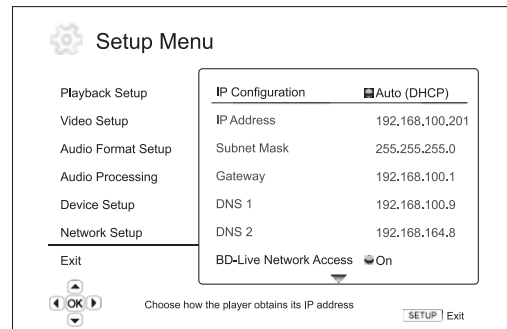 Setup Menu
Playback Setup
Video Setup
Audio Format Setup
Audio Processing
Device Setup
Network Setup
Exit
IP Configuration Auto (DHCP)
IP Address 192.168.100.201
Subnet Mask 255.255.255.0
Gateway 192.168.100.1
DNS 1 192.168.100.9
DNS 2 192.168.164.8
BD-Live Network Access On
OK
Choose how the player obtains its IP address
SETUP Exit